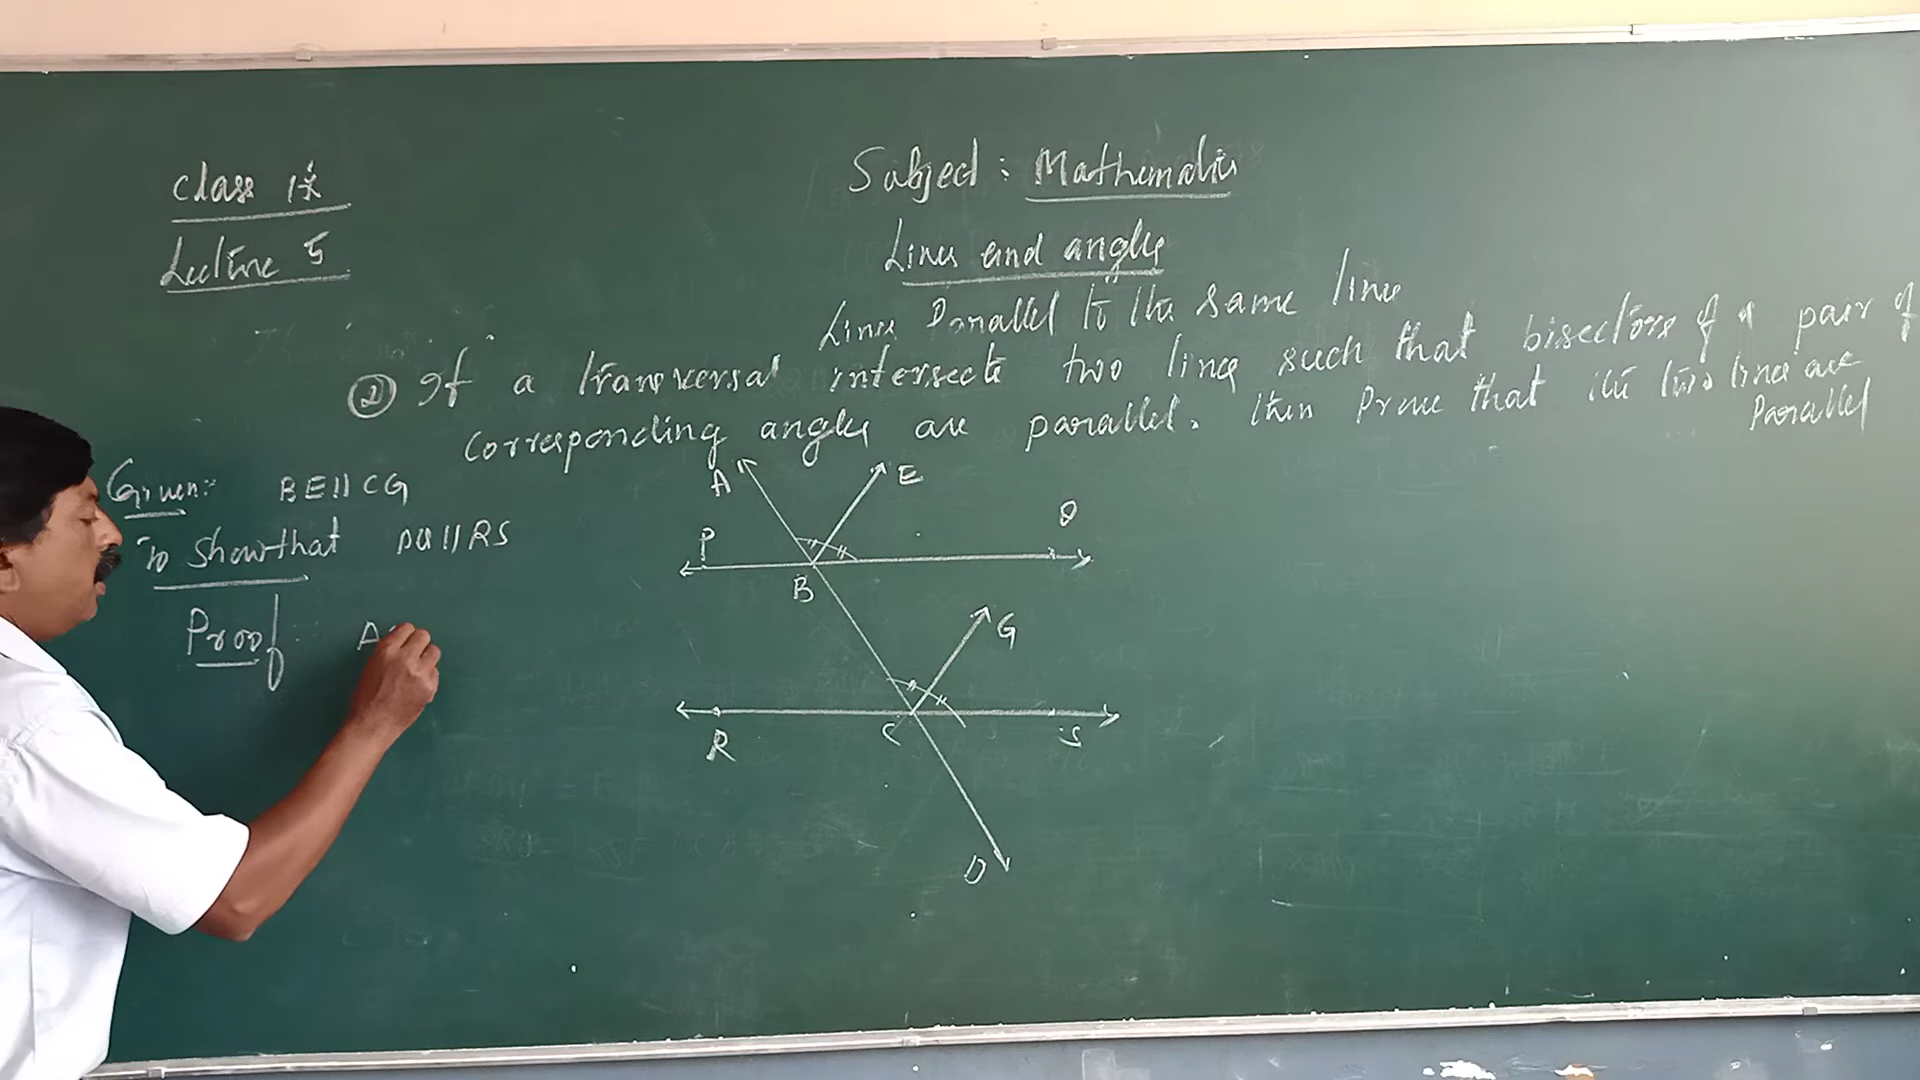 Class IX
Lecture 5
Subject: Mathematics
Lines and angles
Lines Parallel to the same line
② If a transversal intersects two lines such that bisectors of a pair of
corresponding angles are parallel. then Prove that the two lines are
Parallel
Given: BE||CG
To Show that PQ||RS
Proof: A
A
E
P
Q
B
G
R
C
S
D